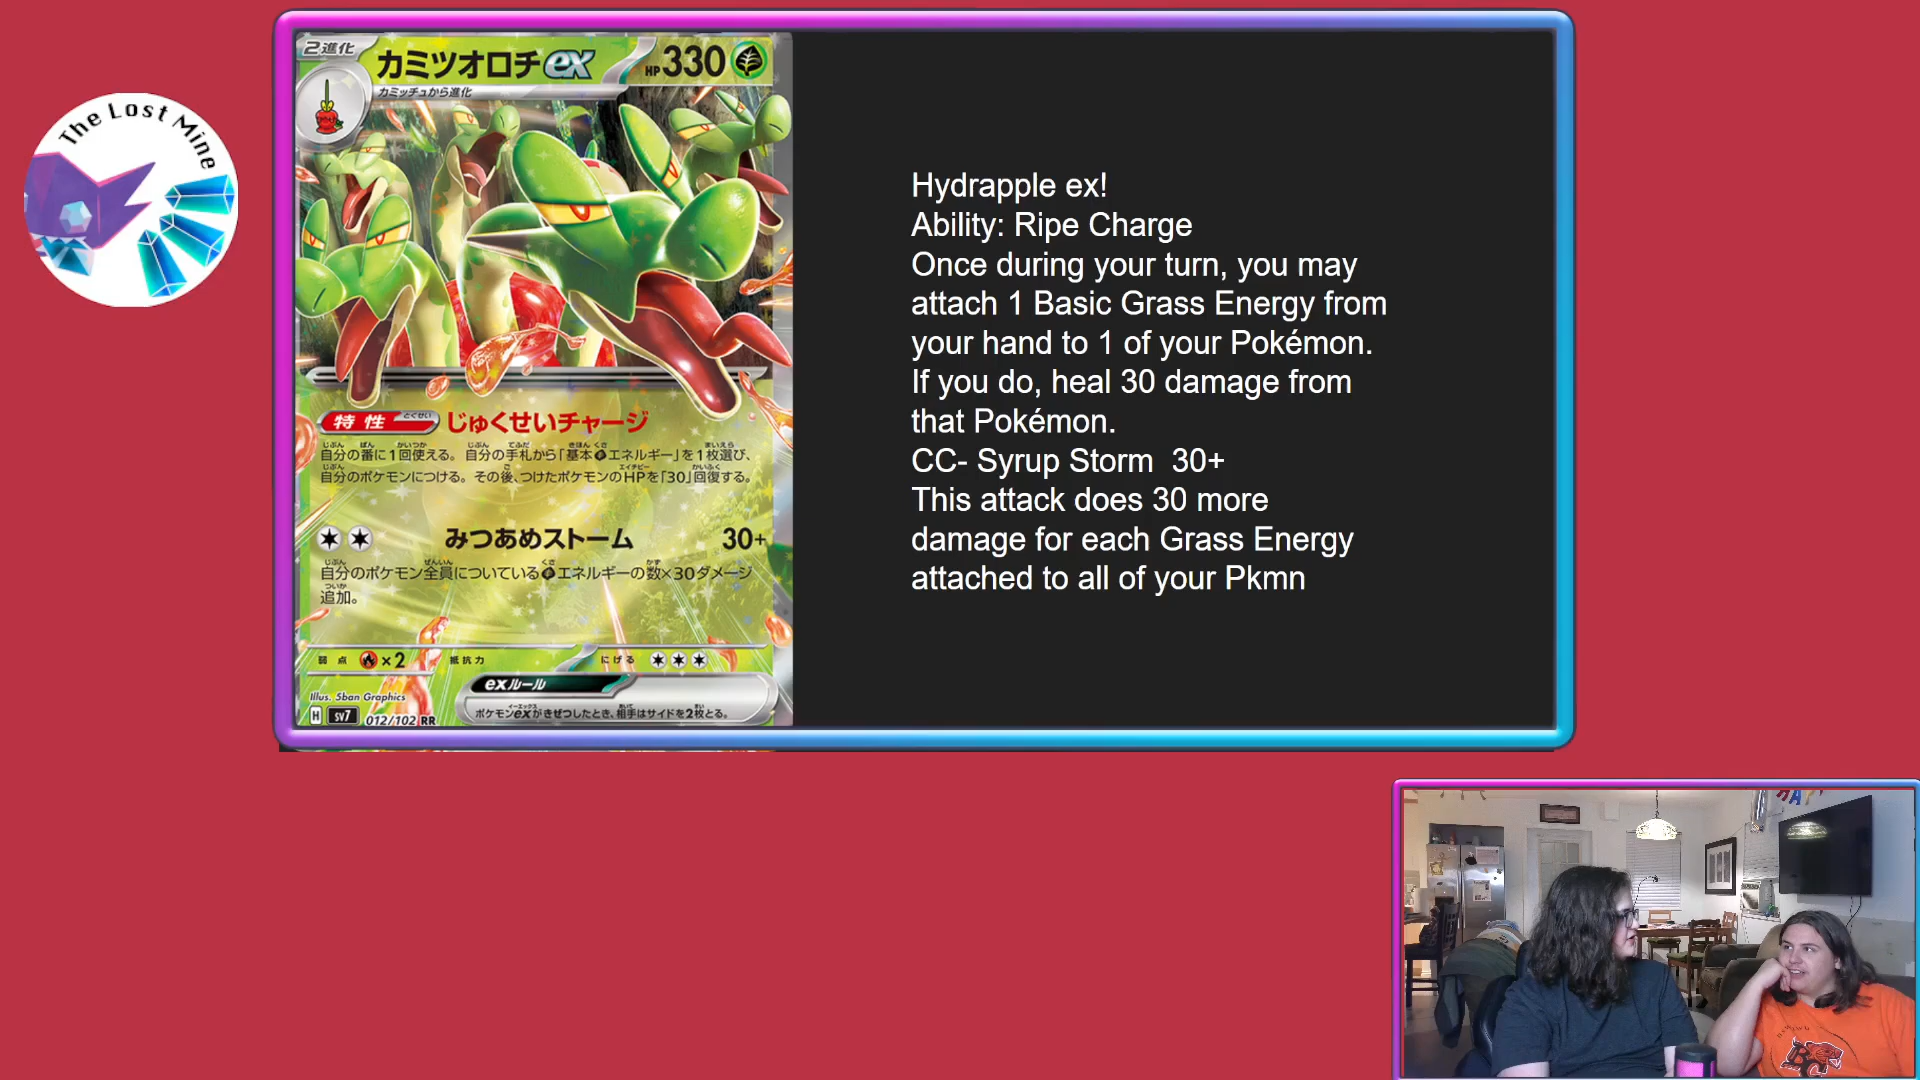 The Lost Mine
2進化
カミツオロチex
HP330
カミッチュから進化
特性
とくせい
じゅくせいチャージ
自分の番に1回使える。自分の手札から「基本エネルギー」を1枚選び、
自分のポケモンにつける。その後、つけたポケモンのHPを「30」回復する。
みつあめストーム 30+
自分のポケモン全員についているエネルギーの数×30ダメージ
追加。
弱点 ×2 抵抗力 にげる
Illus. 5ban Graphics
exルール
ポケモンexがきぜつしたとき、相手はサイドを2枚とる。
H sv7 012/102 RR
Hydrapple ex!
Ability: Ripe Charge
Once during your turn, you may
attach 1 Basic Grass Energy from
your hand to 1 of your Pokémon.
If you do, heal 30 damage from
that Pokémon.
CC- Syrup Storm 30+
This attack does 30 more
damage for each Grass Energy
attached to all of your Pkmn
HAP
BC